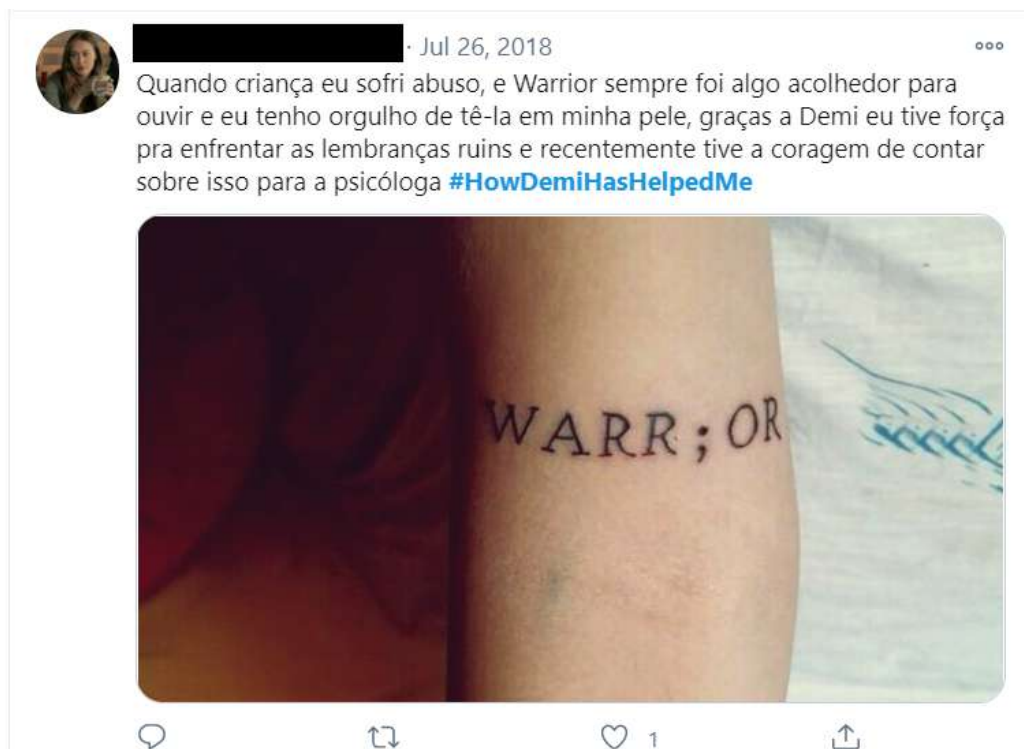 · Jul 26, 2018
Quando criança eu sofri abuso, e Warrior sempre foi algo acolhedor para
ouvir e eu tenho orgulho de tê-la em minha pele, graças a Demi eu tive força
pra enfrentar as lembranças ruins e recentemente tive a coragem de contar
sobre isso para a psicóloga #HowDemiHasHelpedMe
WARR;OR
1